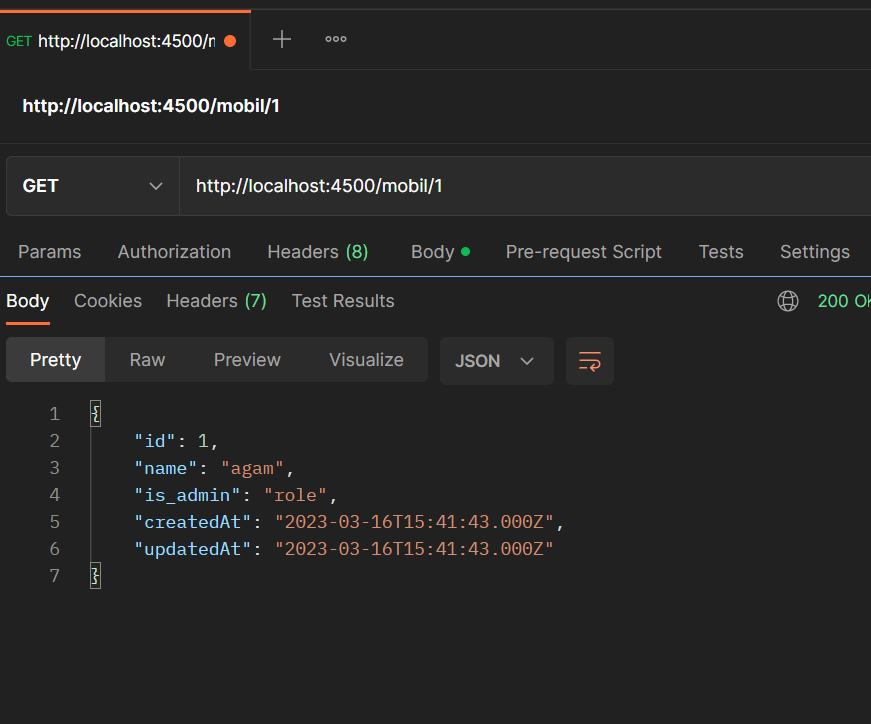 GET http://localhost:4500/m
http://localhost:4500/mobil/1
GET http://localhost:4500/mobil/1
Params Authorization Headers (8) Body Pre-request Script Tests Settings
Body Cookies Headers (7) Test Results 200 OK
Pretty Raw Preview Visualize JSON
1 {
2 "id": 1,
3 "name": "agam",
4 "is_admin": "role",
5 "createdAt": "2023-03-16T15:41:43.000Z",
6 "updatedAt": "2023-03-16T15:41:43.000Z"
7 }